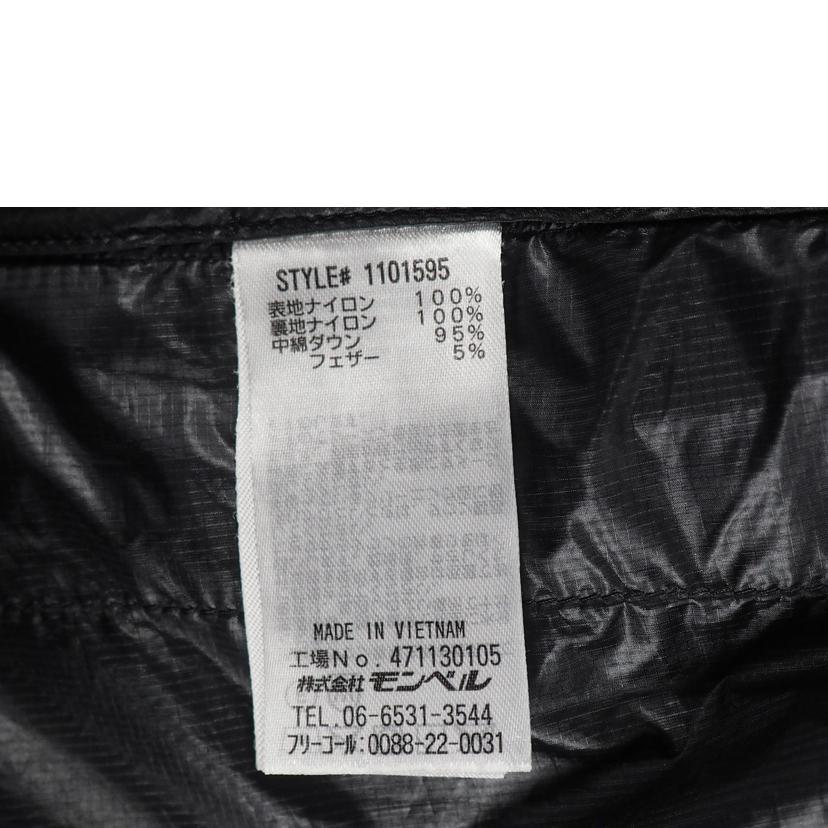 STYLE# 1101595
表地ナイロン 100%
裏地ナイロン 100%
中綿ダウン 95%
フェザー 5%
MADE IN VIETNAM
工場No.471130105
株式会社モンベル
TEL.06-6531-3544
フリーコール:0088-22-0031